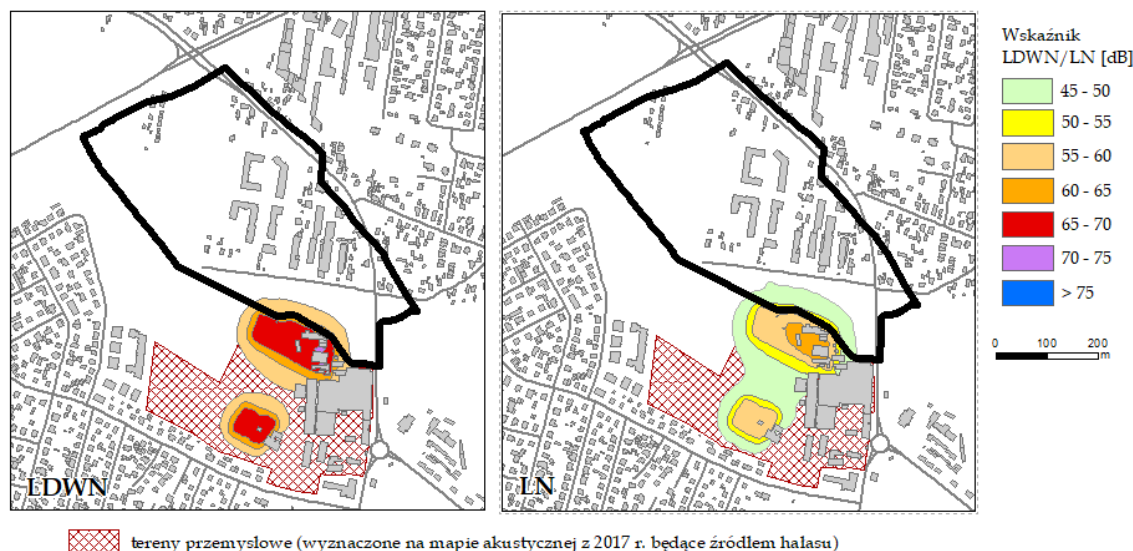 Wskaźnik
LDWN/LN [dB]
45 - 50
50 - 55
55 - 60
60 - 65
65 - 70
70 - 75
> 75
0 100 200
m
LDWN
LN
tereny przemysłowe (wyznaczone na mapie akustycznej z 2017 r. będące źródłem hałasu)